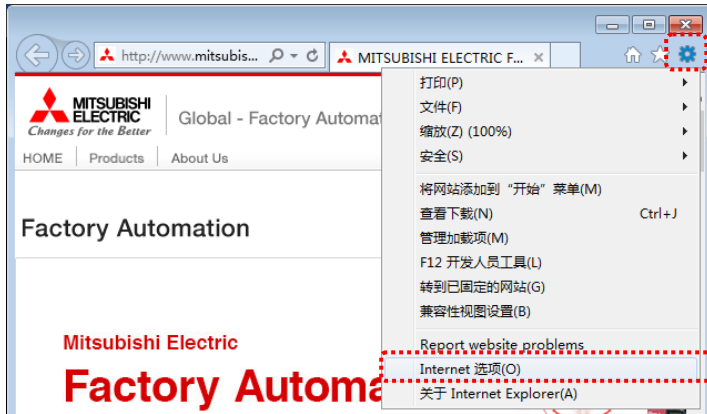 http://www.mitsubis...
MITSUBISHI ELECTRIC F...
MITSUBISHI
ELECTRIC
Changes for the Better
Global - Factory Automat
HOME
Products
About Us
Factory Automation
Mitsubishi Electric
Factory Automa
打印(P)
文件(F)
缩放(Z) (100%)
安全(S)
将网站添加到“开始”菜单(M)
查看下载(N) Ctrl+J
管理加载项(M)
F12 开发人员工具(L)
转到已固定的网站(G)
兼容性视图设置(B)
Report website problems
Internet 选项(O)
关于 Internet Explorer(A)